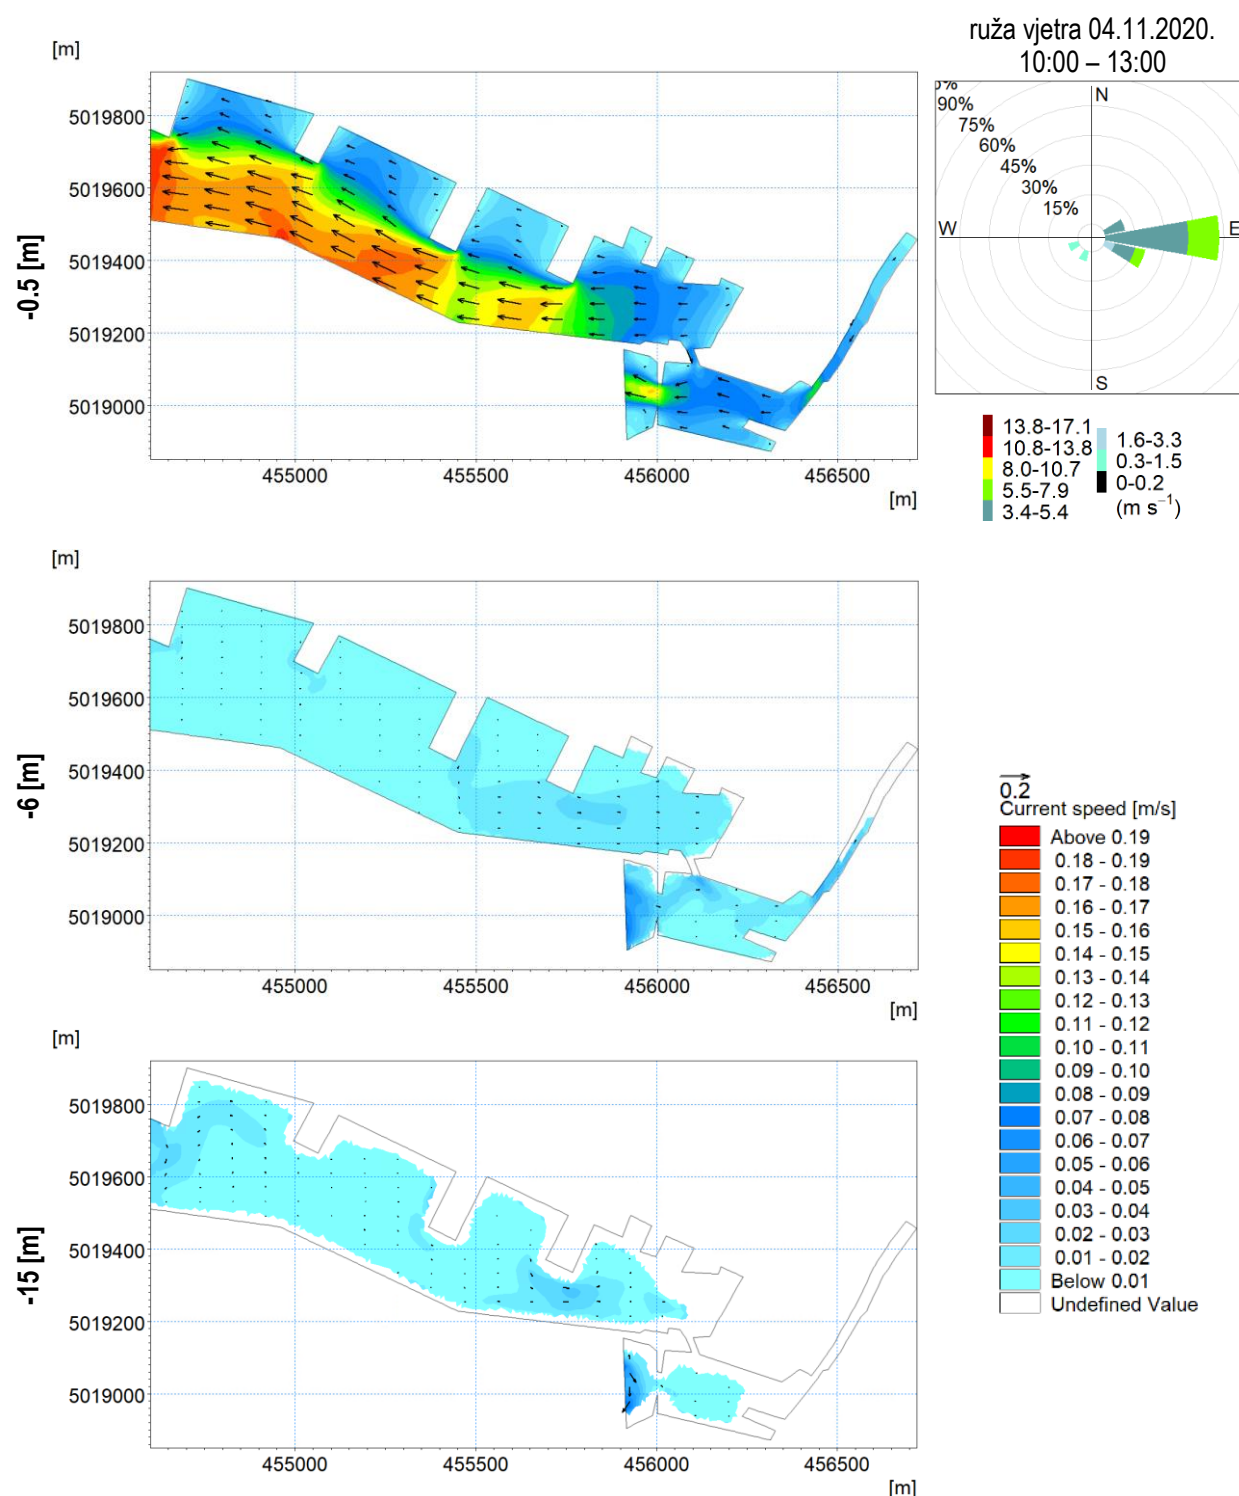 ruža vjetra 04.11.2020.
10:00 – 13:00
[m]
5019800
5019600
5019400
5019200
5019000
-0.5 [m]
455000 455500 456000 456500
[m]
90%
75%
60%
45%
30%
15%
N
W
E
S
13.8-17.1
10.8-13.8
8.0-10.7
5.5-7.9
3.4-5.4
1.6-3.3
0.3-1.5
0-0.2
(m s⁻¹)
[m]
5019800
5019600
5019400
5019200
5019000
-6 [m]
455000 455500 456000 456500
[m]
[m]
5019800
5019600
5019400
5019200
5019000
-15 [m]
455000 455500 456000 456500
[m]
0.2
Current speed [m/s]
Above 0.19
0.18 - 0.19
0.17 - 0.18
0.16 - 0.17
0.15 - 0.16
0.14 - 0.15
0.13 - 0.14
0.12 - 0.13
0.11 - 0.12
0.10 - 0.11
0.09 - 0.10
0.08 - 0.09
0.07 - 0.08
0.06 - 0.07
0.05 - 0.06
0.04 - 0.05
0.03 - 0.04
0.02 - 0.03
0.01 - 0.02
Below 0.01
Undefined Value